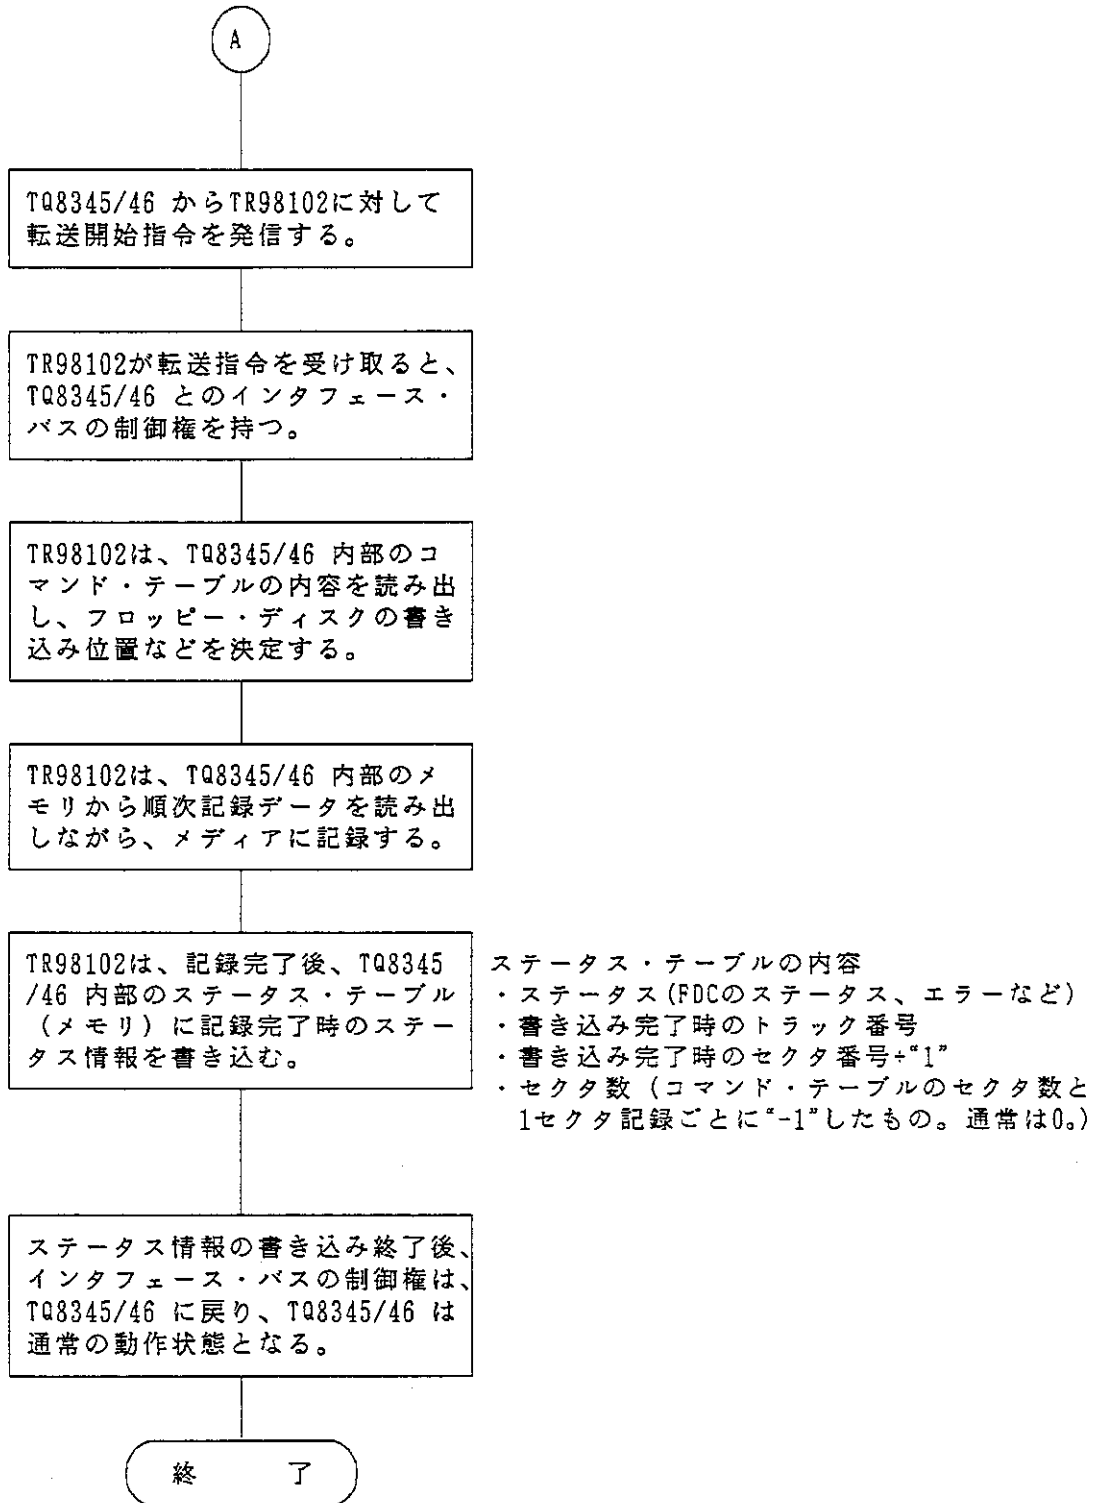 A
TQ8345/46 からTR98102に対して
転送開始指令を発信する。
TR98102が転送指令を受け取ると、
TQ8345/46 とのインタフェース・
バスの制御権を持つ。
TR98102は、TQ8345/46 内部のコ
マンド・テーブルの内容を読み出
し、フロッピー・ディスクの書き
込み位置などを決定する。
TR98102は、TQ8345/46 内部のメ
モリから順次記録データを読み出
しながら、メディアに記録する。
TR98102は、記録完了後、TQ8345
/46 内部のステータス・テーブル
(メモリ)に記録完了時のステー
タス情報を書き込む。
ステータス・テーブルの内容
・ステータス(FDCのステータス、エラーなど)
・書き込み完了時のトラック番号
・書き込み完了時のセクタ番号+“1”
・セクタ数(コマンド・テーブルのセクタ数と
1セクタ記録ごとに“-1”したもの。通常は0。)
ステータス情報の書き込み終了後、
インタフェース・バスの制御権は、
TQ8345/46 に戻り、TQ8345/46 は
通常の動作状態となる。
終 了